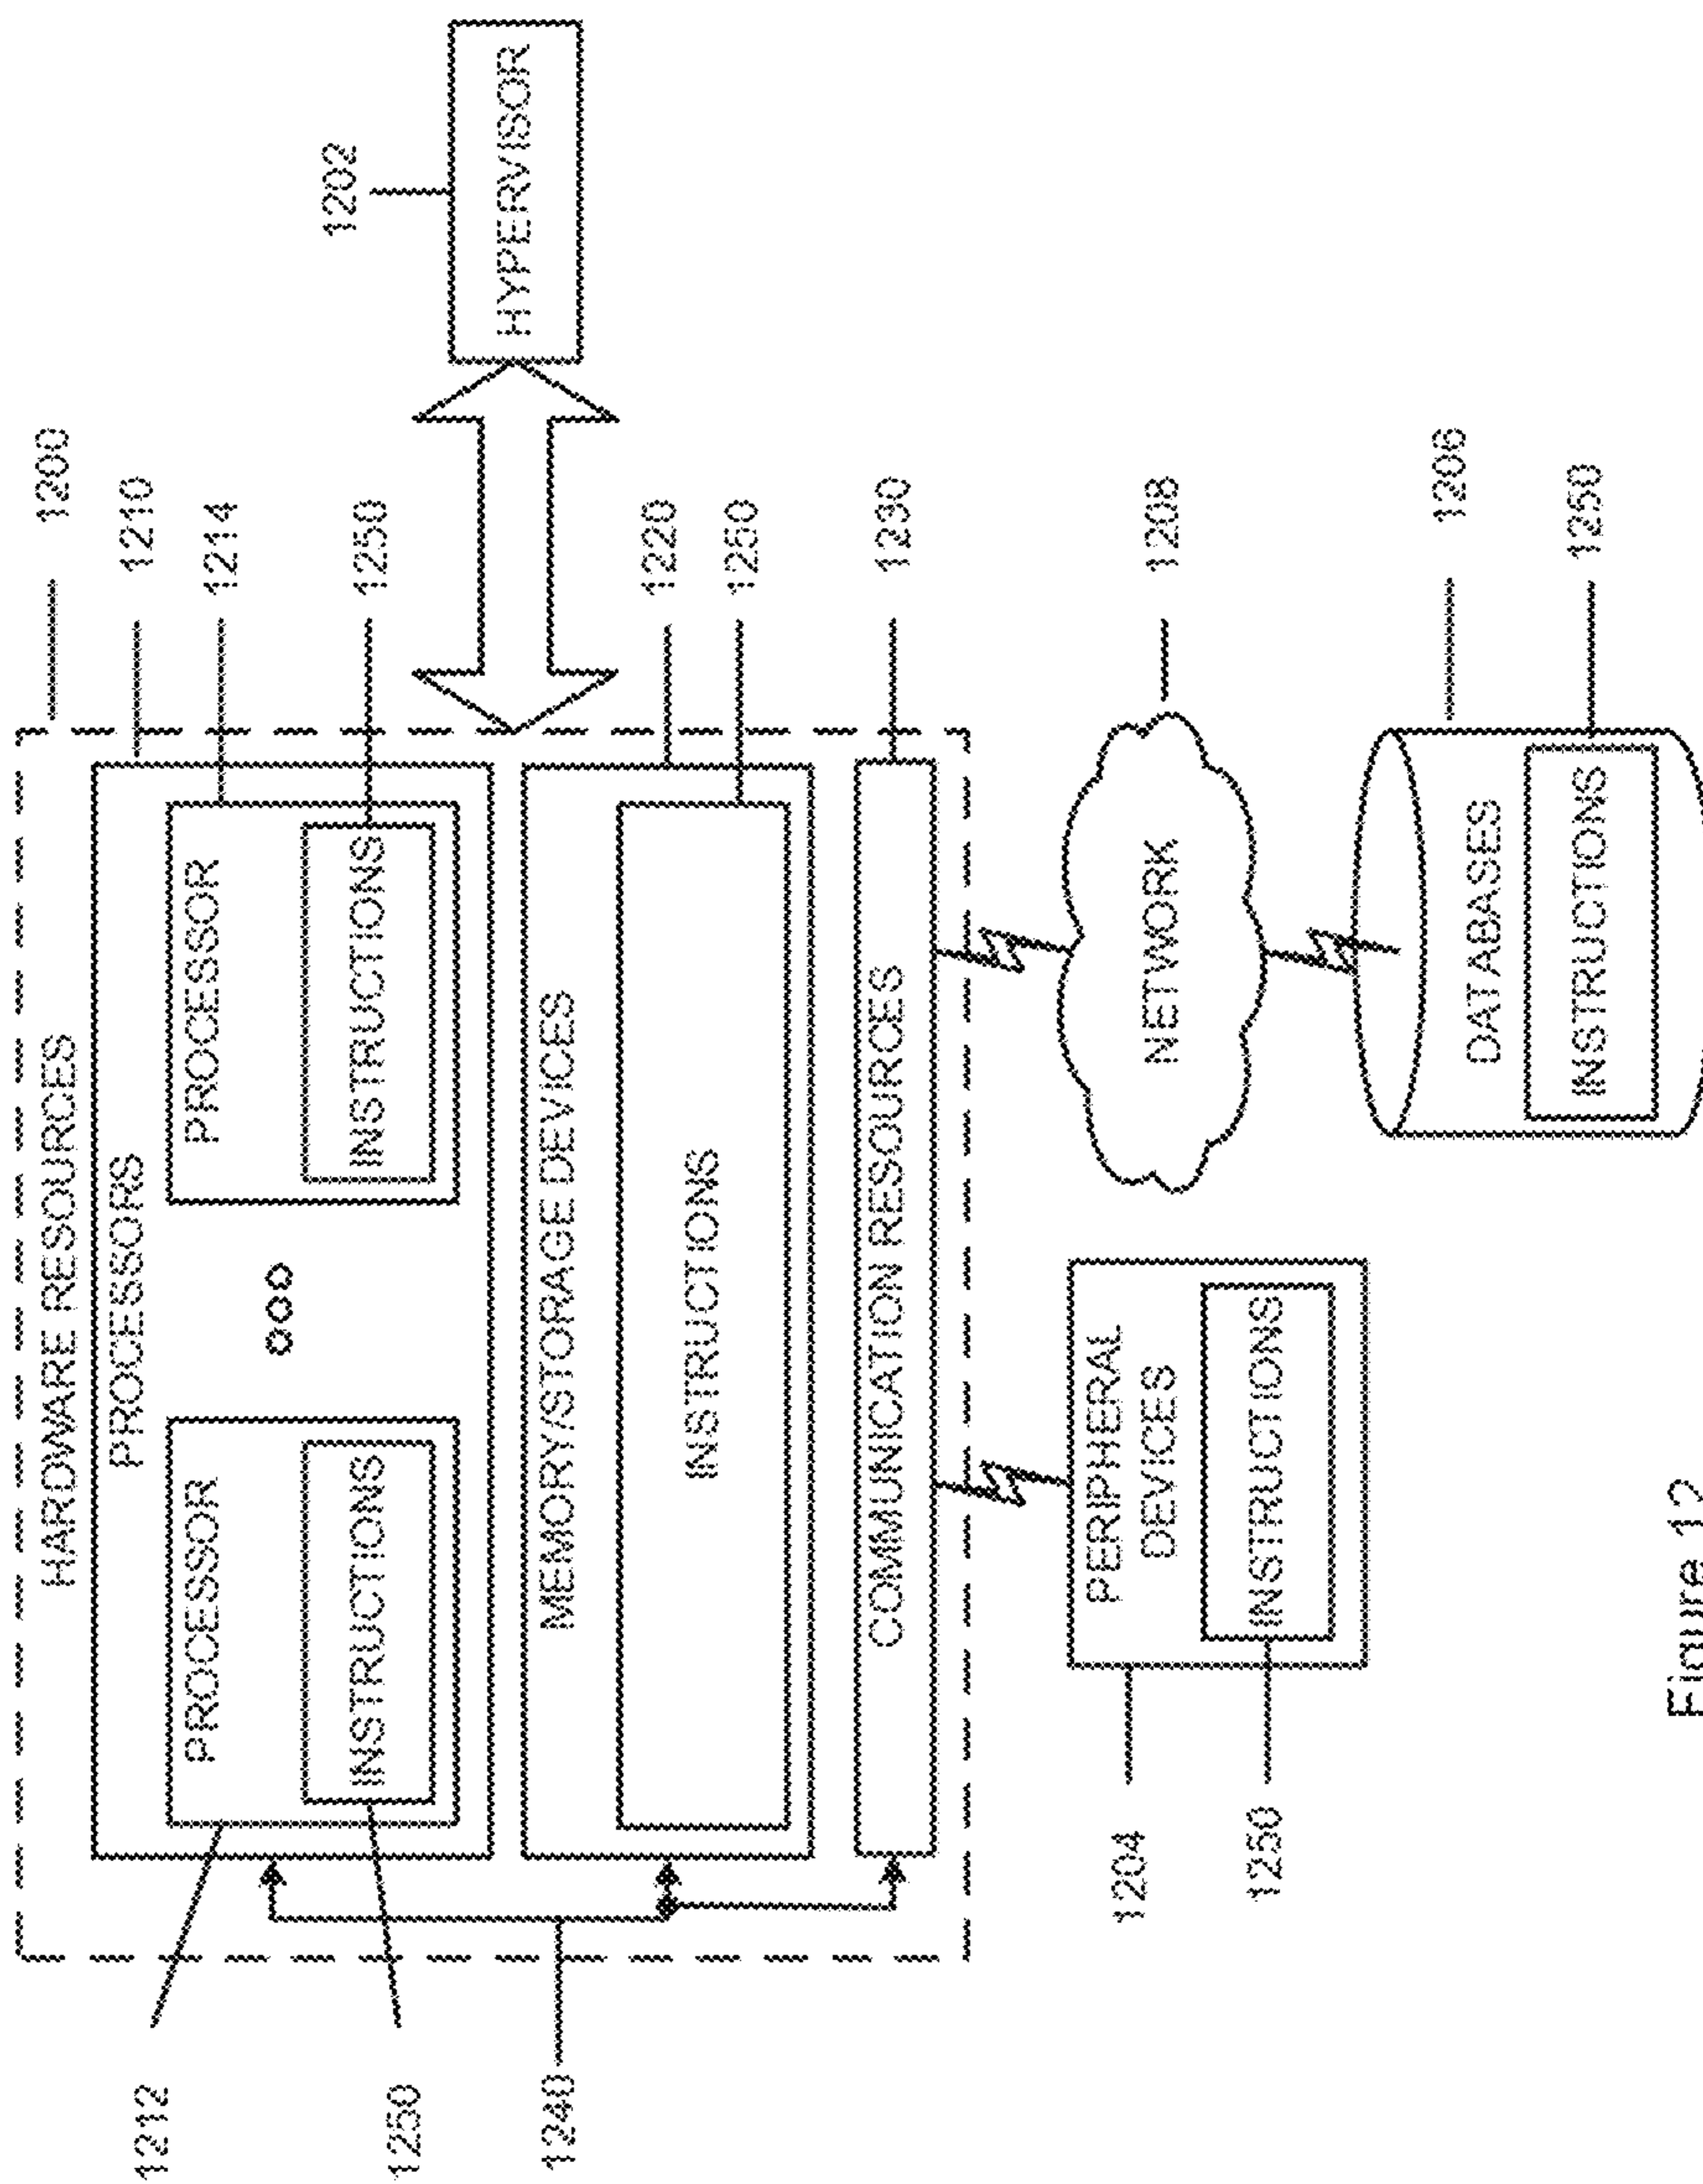 1200
HARDWARE RESOURCES
PROCESSORS
1210
1212
PROCESSOR
PROCESSOR
1214
1250
INSTRUCTIONS
INSTRUCTIONS
1250
1202
HYPERVISOR
1240
MEMORY/STORAGE DEVICES
1220
INSTRUCTIONS
1250
COMMUNICATION RESOURCES
1230
1204
PERIPHERAL
DEVICES
1250
INSTRUCTIONS
NETWORK
1208
1206
DATABASES
INSTRUCTIONS
1250
Figure 12